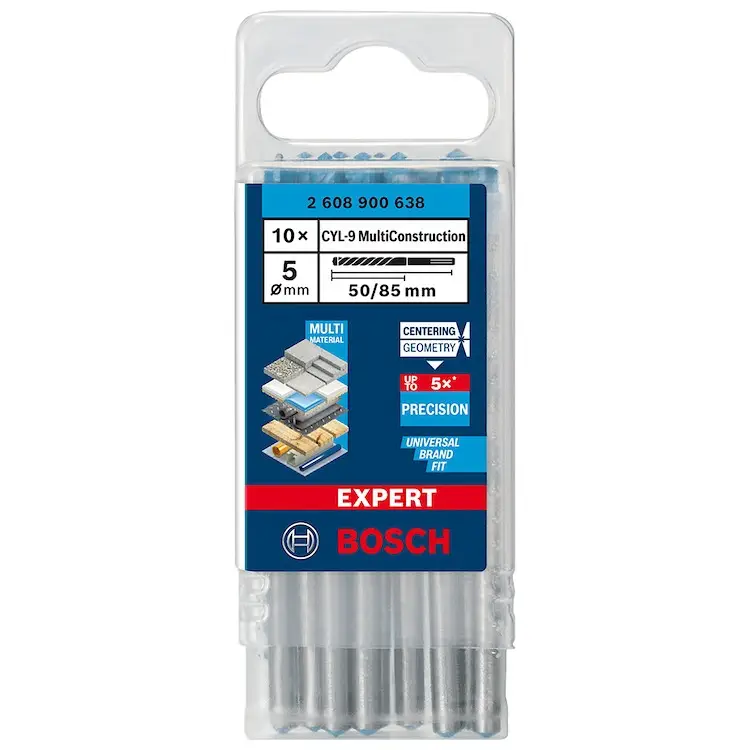 2 608 900 638
10× CYL-9 MultiConstruction
5
Ø mm
50/85 mm
MULTI
MATERIAL
CENTERING
GEOMETRY
UP TO 5×*
PRECISION
UNIVERSAL
BRAND
FIT
EXPERT
BOSCH